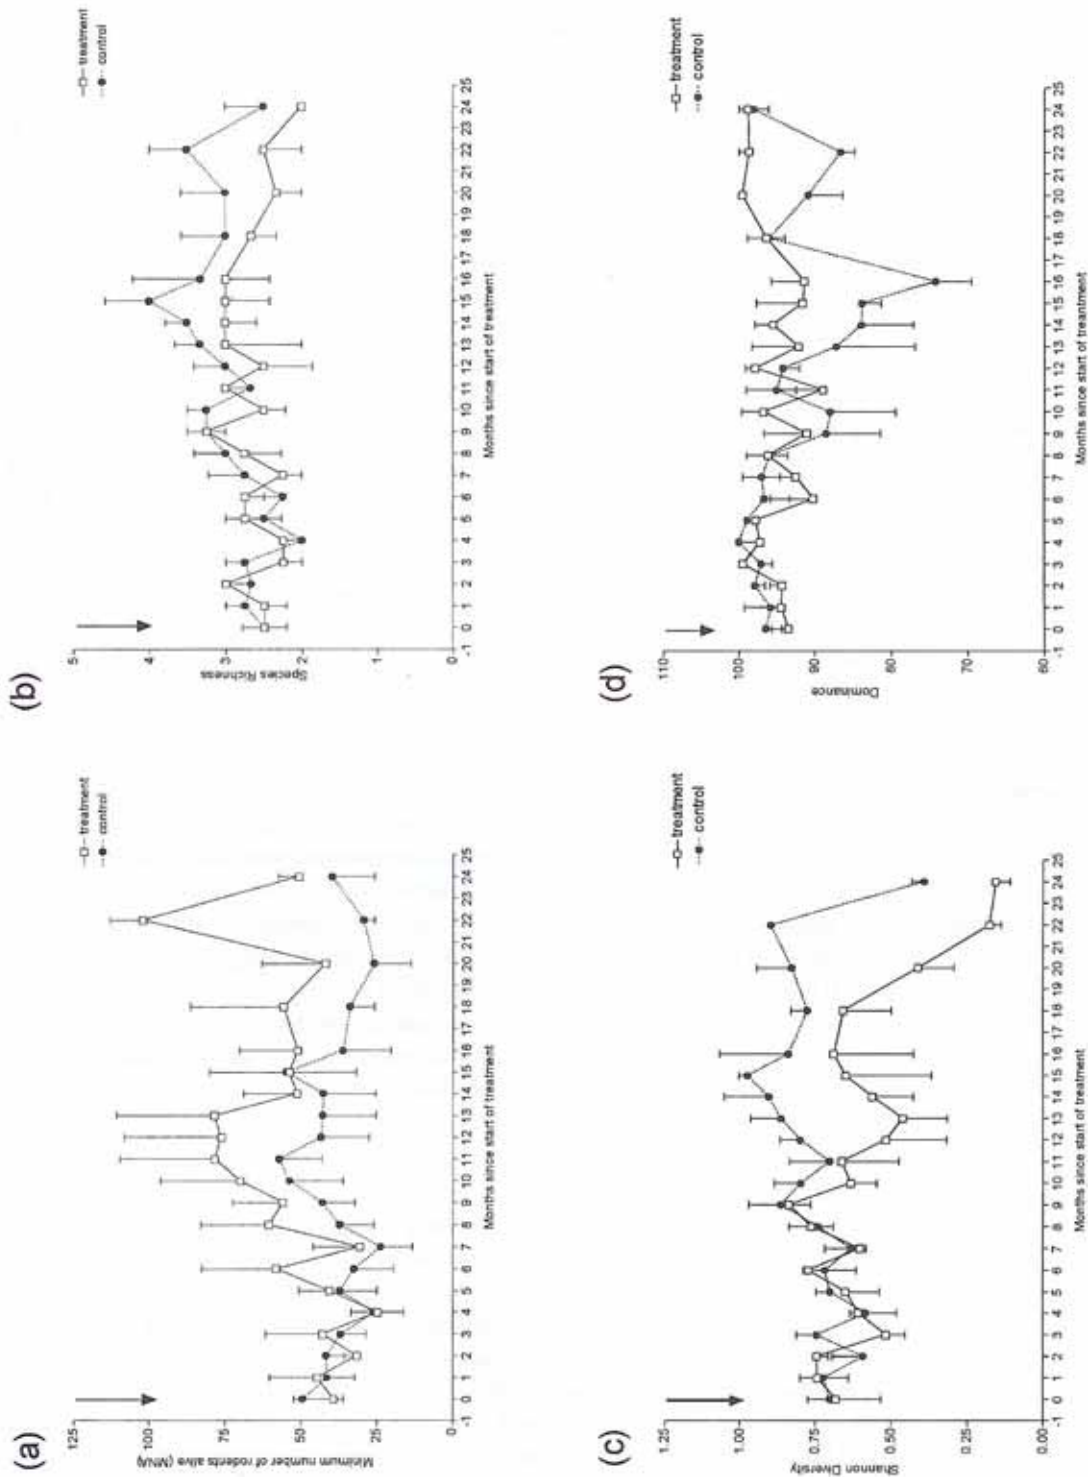 (a)
treatment
control
Minimum number of rodents alive (MNA)
125
100
75
50
25
-1 0 1 2 3 4 5 6 7 8 9 10 11 12 13 14 15 16 17 18 19 20 21 22 23 24 25
Months since start of treatment
(b)
treatment
control
Species Richness
5
4
3
2
1
0
-1 0 1 2 3 4 5 6 7 8 9 10 11 12 13 14 15 16 17 18 19 20 21 22 23 24 25
Months since start of treatment
(c)
treatment
control
Shannon Diversity
1.25
1.00
0.75
0.50
0.25
0.00
-1 0 1 2 3 4 5 6 7 8 9 10 11 12 13 14 15 16 17 18 19 20 21 22 23 24 25
Months since start of treatment
(d)
treatment
control
Dominance
110
100
90
80
70
60
-1 0 1 2 3 4 5 6 7 8 9 10 11 12 13 14 15 16 17 18 19 20 21 22 23 24 25
Months since start of treantment